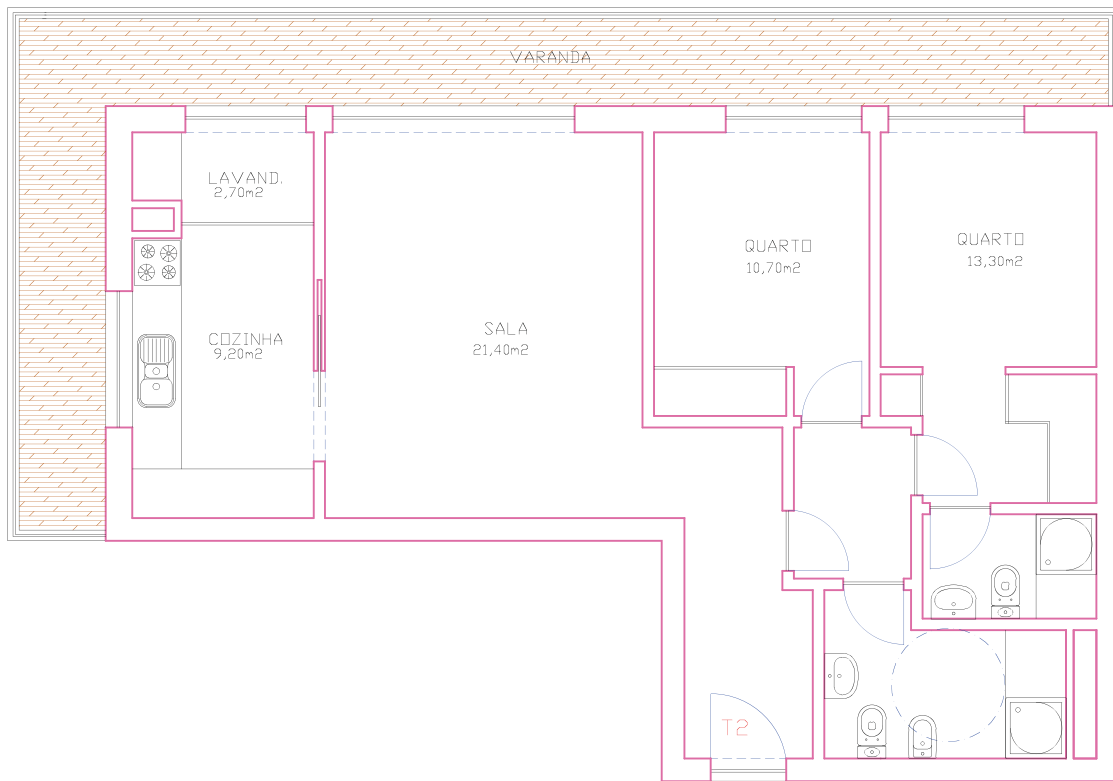 VARANDA
LAVAND.
2,70m2
QUARTO
10,70m2
QUARTO
13,30m2
COZINHA
9,20m2
SALA
21,40m2
T2